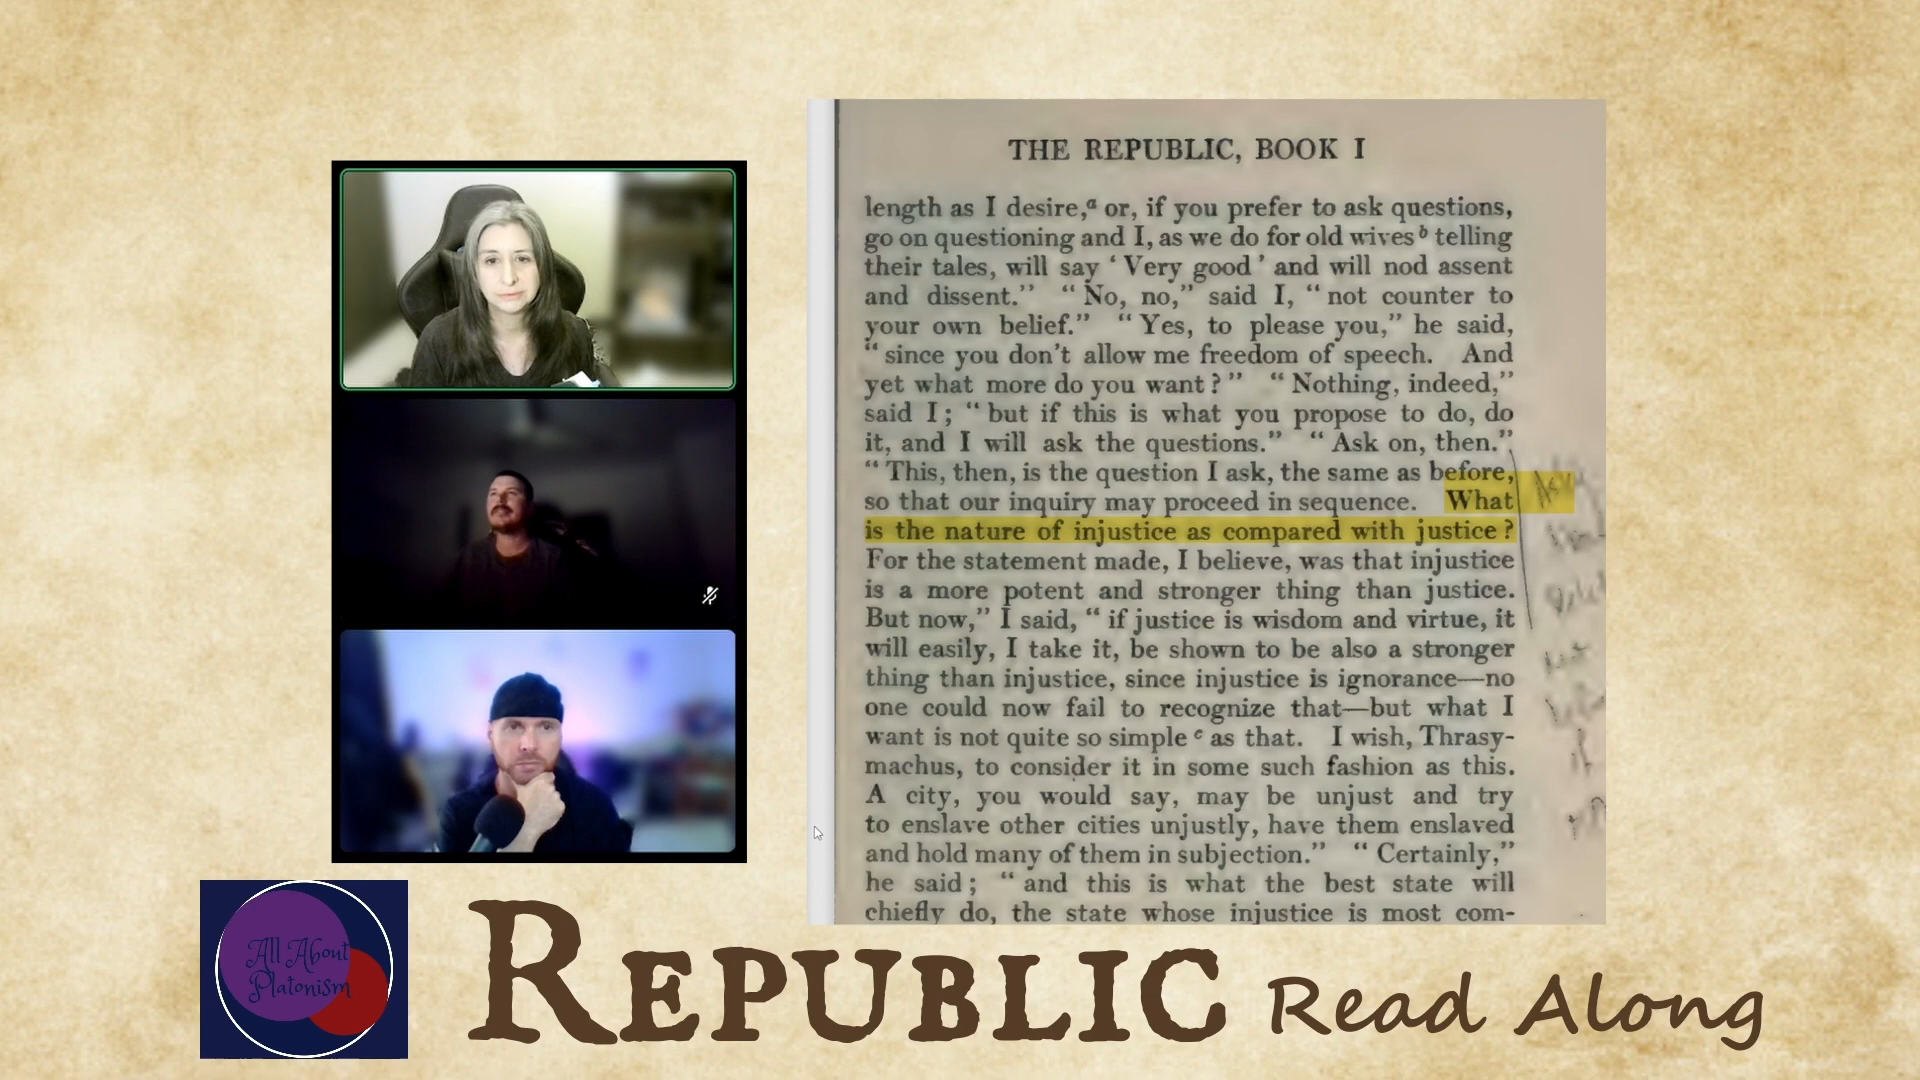 THE REPUBLIC, BOOK I
length as I desire,ᵃ or, if you prefer to ask questions,
go on questioning and I, as we do for old wives ᵇ telling
their tales, will say ‘ Very good ’ and will nod assent
and dissent.” “ No, no,” said I, “ not counter to
your own belief.” “ Yes, to please you,” he said,
“ since you don’t allow me freedom of speech. And
yet what more do you want ? ” “ Nothing, indeed,”
said I ; “ but if this is what you propose to do, do
it, and I will ask the questions.” “ Ask on, then.”
“ This, then, is the question I ask, the same as before,
so that our inquiry may proceed in sequence. What
is the nature of injustice as compared with justice ?
For the statement made, I believe, was that injustice
is a more potent and stronger thing than justice.
But now,” I said, “ if justice is wisdom and virtue, it
will easily, I take it, be shown to be also a stronger
thing than injustice, since injustice is ignorance—no
one could now fail to recognize that—but what I
want is not quite so simple ᶜ as that. I wish, Thrasy-
machus, to consider it in some such fashion as this.
A city, you would say, may be unjust and try
to enslave other cities unjustly, have them enslaved
and hold many of them in subjection.” “ Certainly,”
he said ; “ and this is what the best state will
chiefly do, the state whose injustice is most com-
All About
Platonism
REPUBLIC Read Along